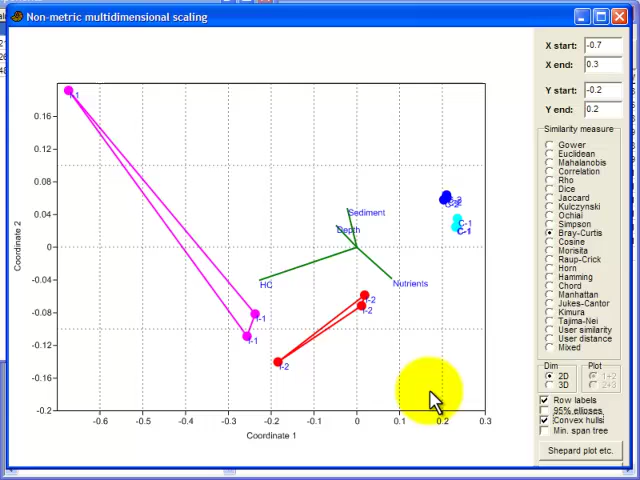 Non-metric multidimensional scaling
X start: -0.7
X end: 0.3
Y start: -0.2
Y end: 0.2
Similarity measure
Gower
Euclidean
Mahalanobis
Correlation
Rho
Dice
Jaccard
Kulczynski
Ochiai
Simpson
Bray-Curtis
Cosine
Morisita
Raup-Crick
Horn
Hamming
Chord
Manhattan
Jukes-Cantor
Kimura
Tajima-Nei
User similarity
User distance
Mixed
Dim
2D
3D
Plot
1+2
2+3
Row labels
95% ellipses
Convex hulls
Min. span tree
Shepard plot etc.
0.16
0.12
0.08
0.04
0
-0.04
-0.08
-0.12
-0.16
-0.2
Coordinate 2
-0.6 -0.5 -0.4 -0.3 -0.2 -0.1 0 0.1 0.2 0.3
Coordinate 1
Sediment
Depth
HC
Nutrients
C-1
C-1